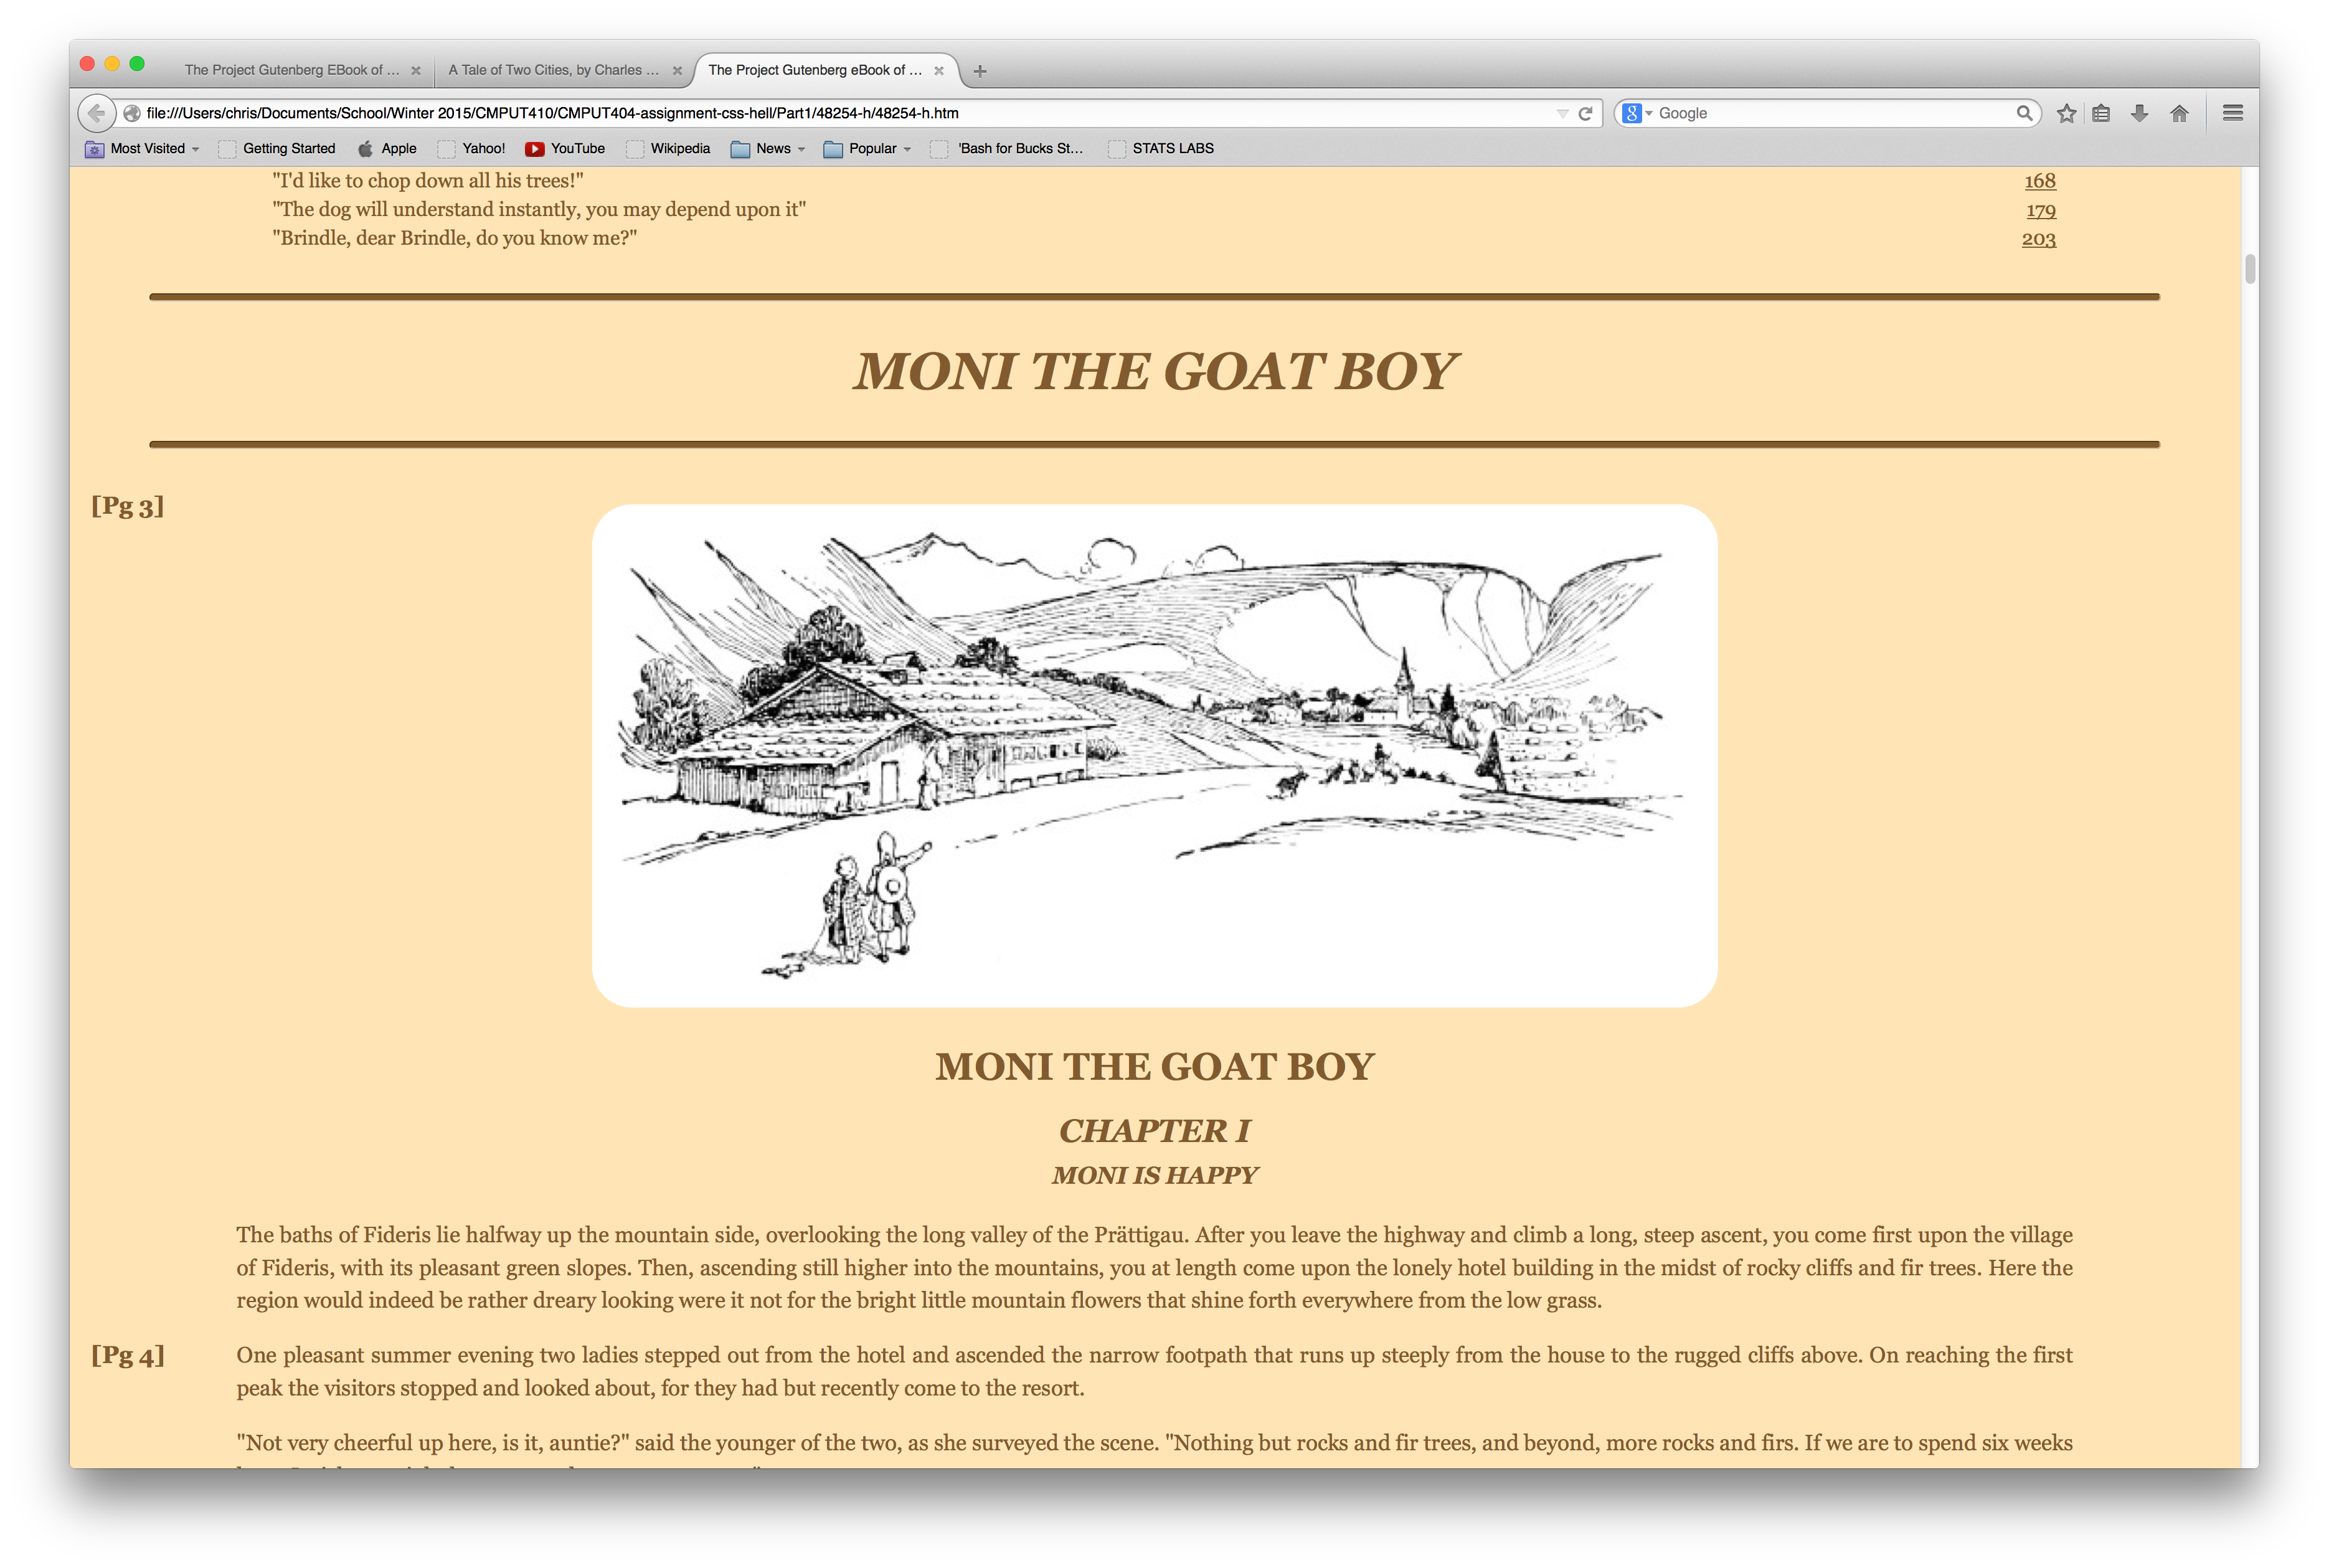 The Project Gutenberg EBook of ...
A Tale of Two Cities, by Charles ...
The Project Gutenberg eBook of ...
file:///Users/chris/Documents/School/Winter 2015/CMPUT410/CMPUT404-assignment-css-hell/Part1/48254-h/48254-h.htm
Google
Most Visited Getting Started Apple Yahoo! YouTube Wikipedia News Popular 'Bash for Bucks St... STATS LABS
"I'd like to chop down all his trees!" 168
"The dog will understand instantly, you may depend upon it" 179
"Brindle, dear Brindle, do you know me?" 203
MONI THE GOAT BOY
[Pg 3]
MONI THE GOAT BOY
CHAPTER I
MONI IS HAPPY
The baths of Fideris lie halfway up the mountain side, overlooking the long valley of the Prättigau. After you leave the highway and climb a long, steep ascent, you come first upon the village
of Fideris, with its pleasant green slopes. Then, ascending still higher into the mountains, you at length come upon the lonely hotel building in the midst of rocky cliffs and fir trees. Here the
region would indeed be rather dreary looking were it not for the bright little mountain flowers that shine forth everywhere from the low grass.
[Pg 4] One pleasant summer evening two ladies stepped out from the hotel and ascended the narrow footpath that runs up steeply from the house to the rugged cliffs above. On reaching the first
peak the visitors stopped and looked about, for they had but recently come to the resort.
"Not very cheerful up here, is it, auntie?" said the younger of the two, as she surveyed the scene. "Nothing but rocks and fir trees, and beyond, more rocks and firs. If we are to spend six weeks